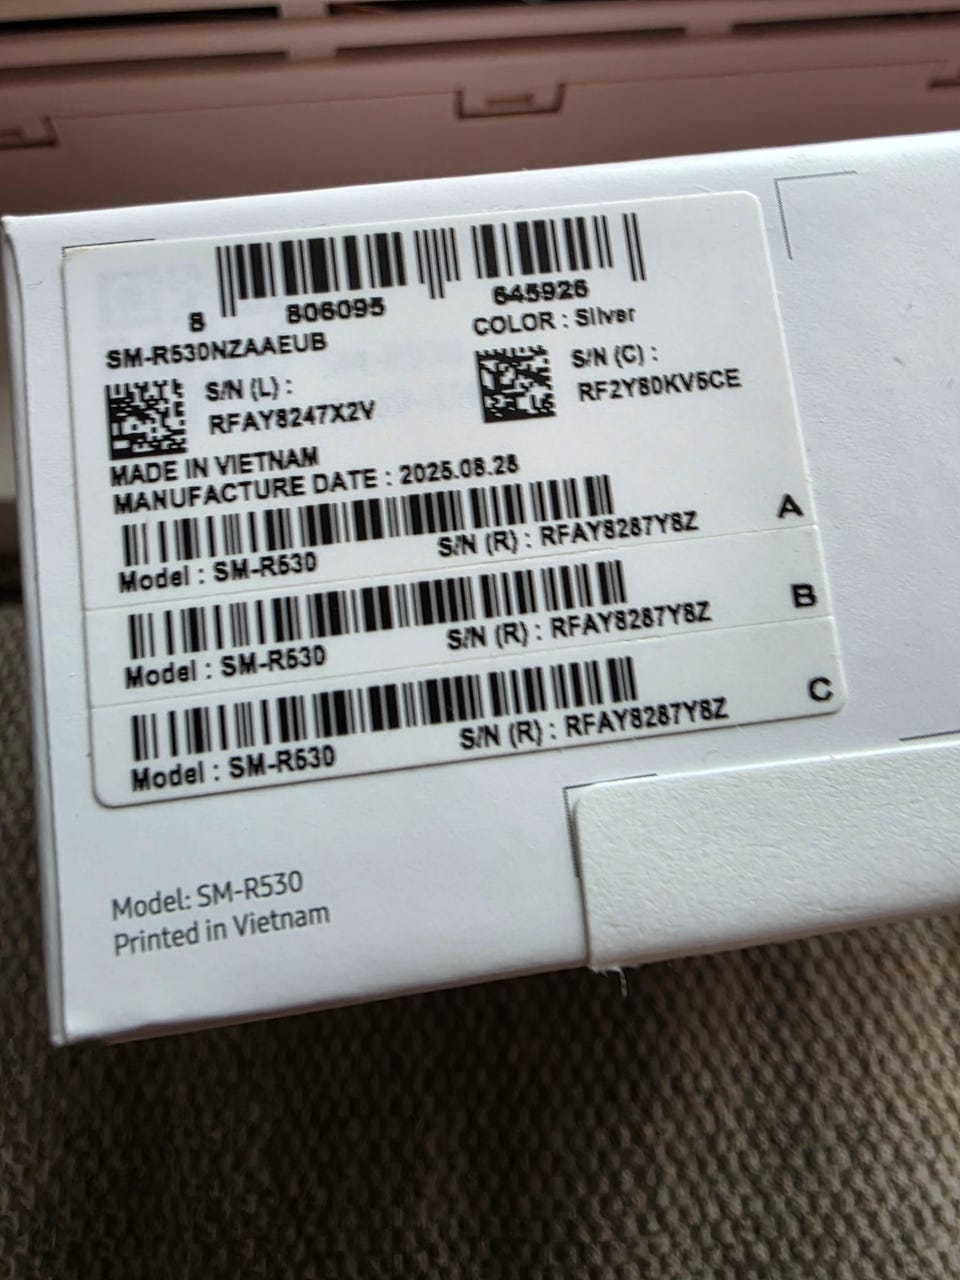 8 806095 645926
SM-R530NZAAEUB
COLOR : Silver
S/N (L) :
RFAY8247X2V
S/N (C) :
RF2Y80KV5CE
MADE IN VIETNAM
MANUFACTURE DATE : 2025.08.28
A
Model : SM-R530 S/N (R) : RFAY8287Y8Z
B
Model : SM-R530 S/N (R) : RFAY8287Y8Z
C
Model : SM-R530 S/N (R) : RFAY8287Y8Z
Model: SM-R530
Printed in Vietnam